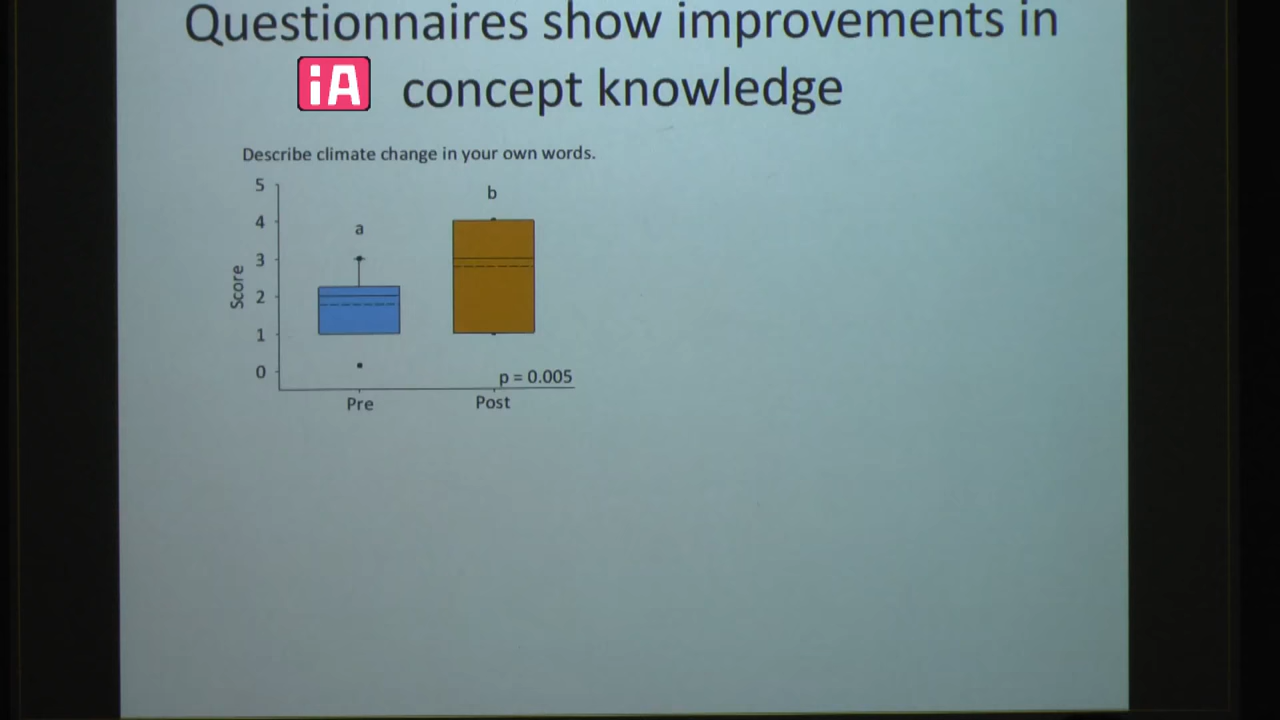 Questionnaires show improvements in
iA concept knowledge
Describe climate change in your own words.
5
b
4
a
3
Score
2
1
0
p = 0.005
Pre Post